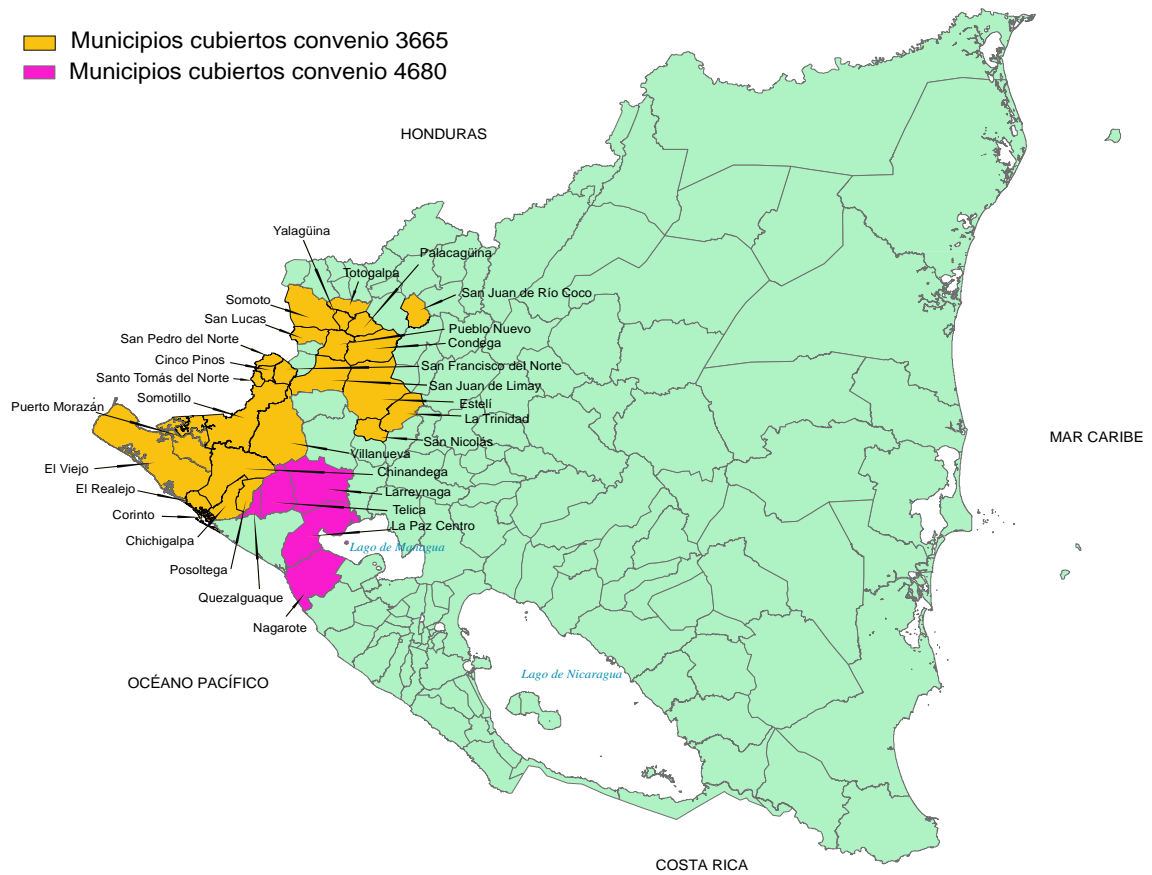 Municipios cubiertos convenio 3665
Municipios cubiertos convenio 4680
HONDURAS
Yalagüina
Palacagüina
Totogalpa
San Juan de Río Coco
Somoto
San Lucas
Pueblo Nuevo
San Pedro del Norte
Condega
Cinco Pinos
San Francisco del Norte
Santo Tomás del Norte
San Juan de Limay
Somotillo
Estelí
Puerto Morazán
La Trinidad
MAR CARIBE
San Nicolás
Villanueva
El Viejo
Chinandega
El Realejo
Larreynaga
Telica
Corinto
La Paz Centro
Chichigalpa
Lago de Managua
Posoltega
Quezalguaque
Nagarote
Lago de Nicaragua
OCÉANO PACÍFICO
COSTA RICA